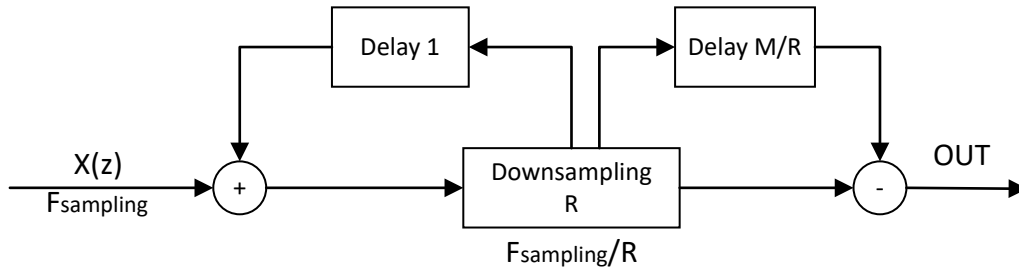 Delay 1
Delay M/R
X(z)
Fsampling
+
Downsampling
R
Fsampling/R
-
OUT